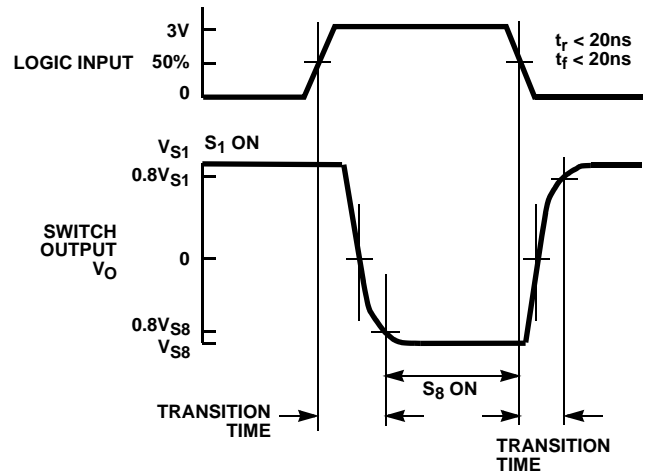 3V
LOGIC INPUT 50%
0
tr < 20ns
tf < 20ns
VS1 S1 ON
0.8VS1
SWITCH
OUTPUT
VO
0
0.8VS8
VS8
S8 ON
TRANSITION
TIME
TRANSITION
TIME